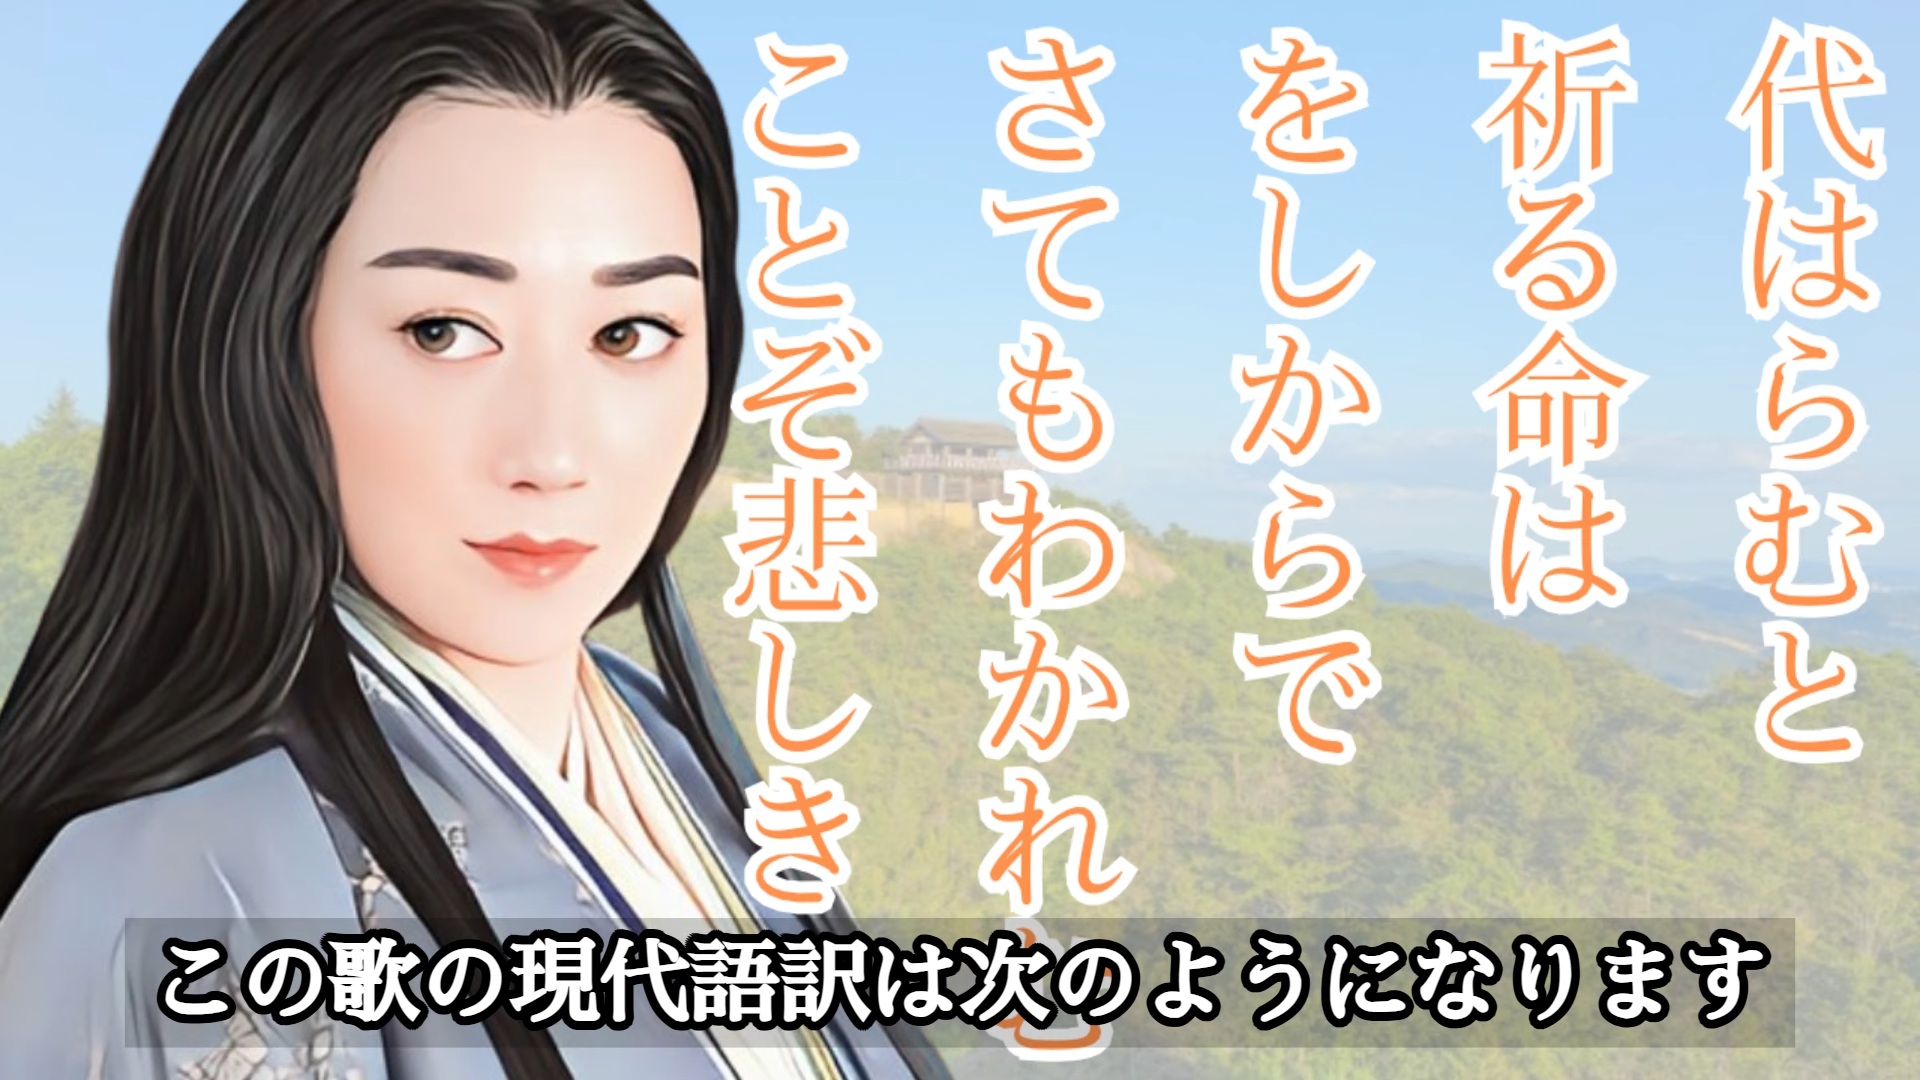 代はらむと
祈る命は
をしからで
さてもわかれむ
ことぞ悲しき
この歌の現代語訳は次のようになります